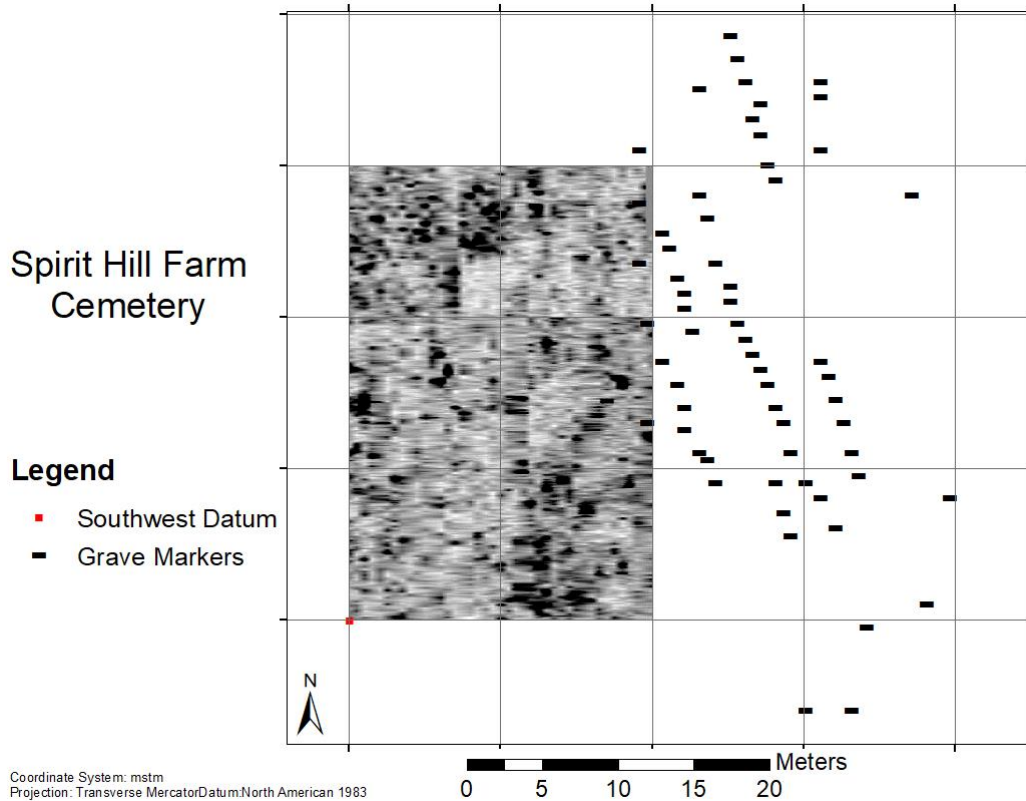 Spirit Hill Farm
Cemetery
Legend
Southwest Datum
Grave Markers
N
Meters
0 5 10 15 20
Coordinate System: mstm
Projection: Transverse MercatorDatum:North American 1983